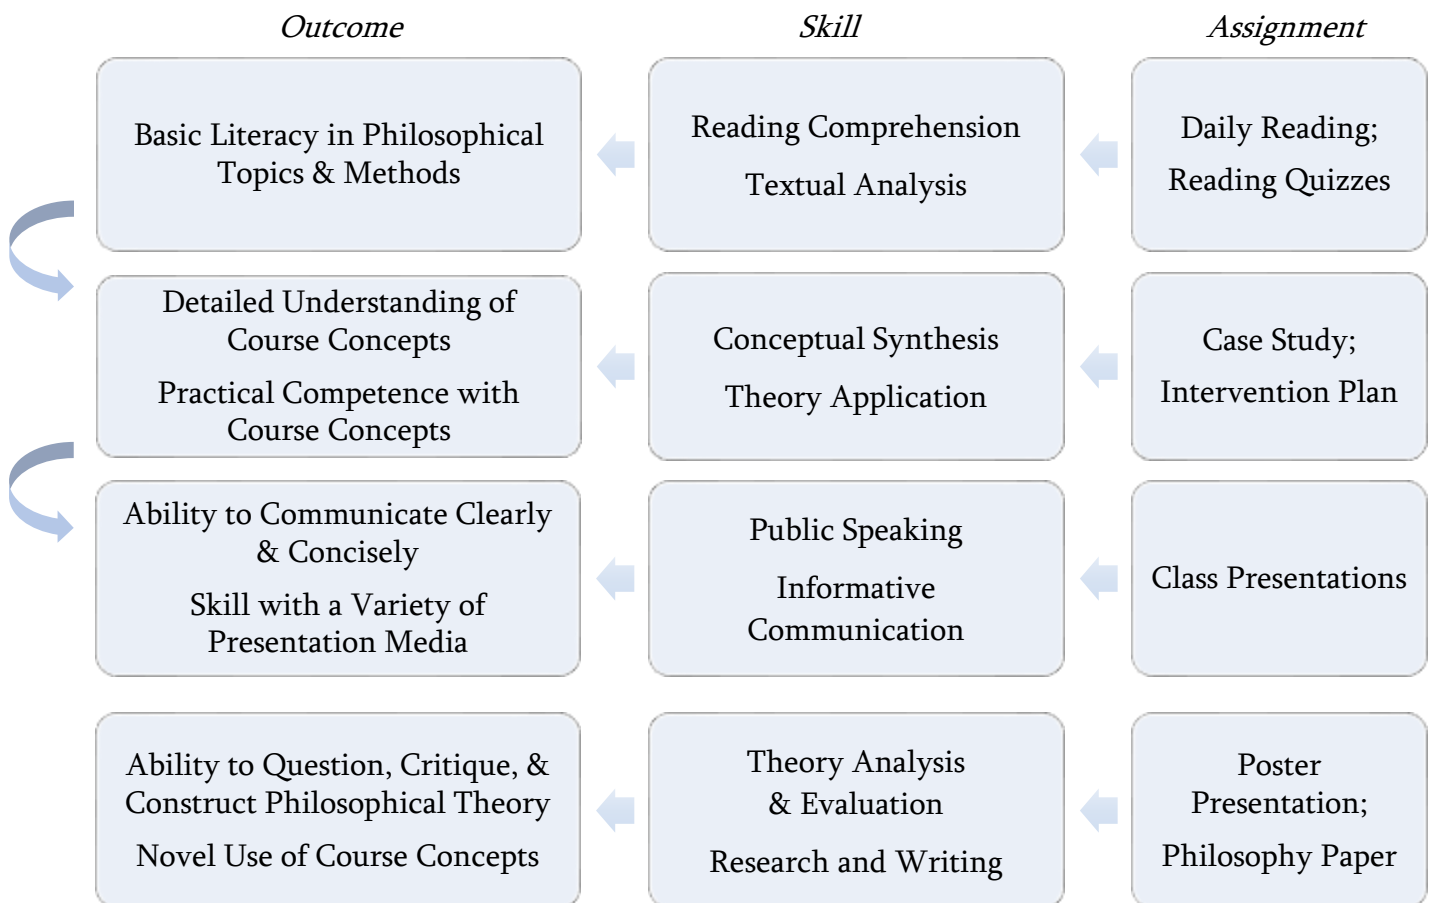 Outcome
Skill
Assignment
Basic Literacy in Philosophical
Topics & Methods
Reading Comprehension
Textual Analysis
Daily Reading;
Reading Quizzes
Detailed Understanding of
Course Concepts
Practical Competence with
Course Concepts
Conceptual Synthesis
Theory Application
Case Study;
Intervention Plan
Ability to Communicate Clearly
& Concisely
Skill with a Variety of
Presentation Media
Public Speaking
Informative
Communication
Class Presentations
Ability to Question, Critique, &
Construct Philosophical Theory
Novel Use of Course Concepts
Theory Analysis
& Evaluation
Research and Writing
Poster
Presentation;
Philosophy Paper